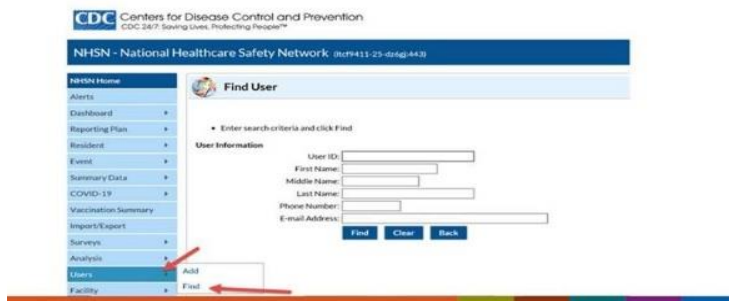 CDC Centers for Disease Control and Prevention
CDC 24/7: Saving Lives, Protecting People™
NHSN - National Healthcare Safety Network
NHSN Home
Alerts
Dashboard
Reporting Plan
Resident
Event
Summary Data
COVID-19
Vaccination Summary
Import/Export
Surveys
Analysis
Users
Facility
Add
Find
Find User
• Enter search criteria and click Find
User Information
User ID:
First Name:
Middle Name:
Last Name:
Phone Number:
E-mail Address:
Find Clear Back